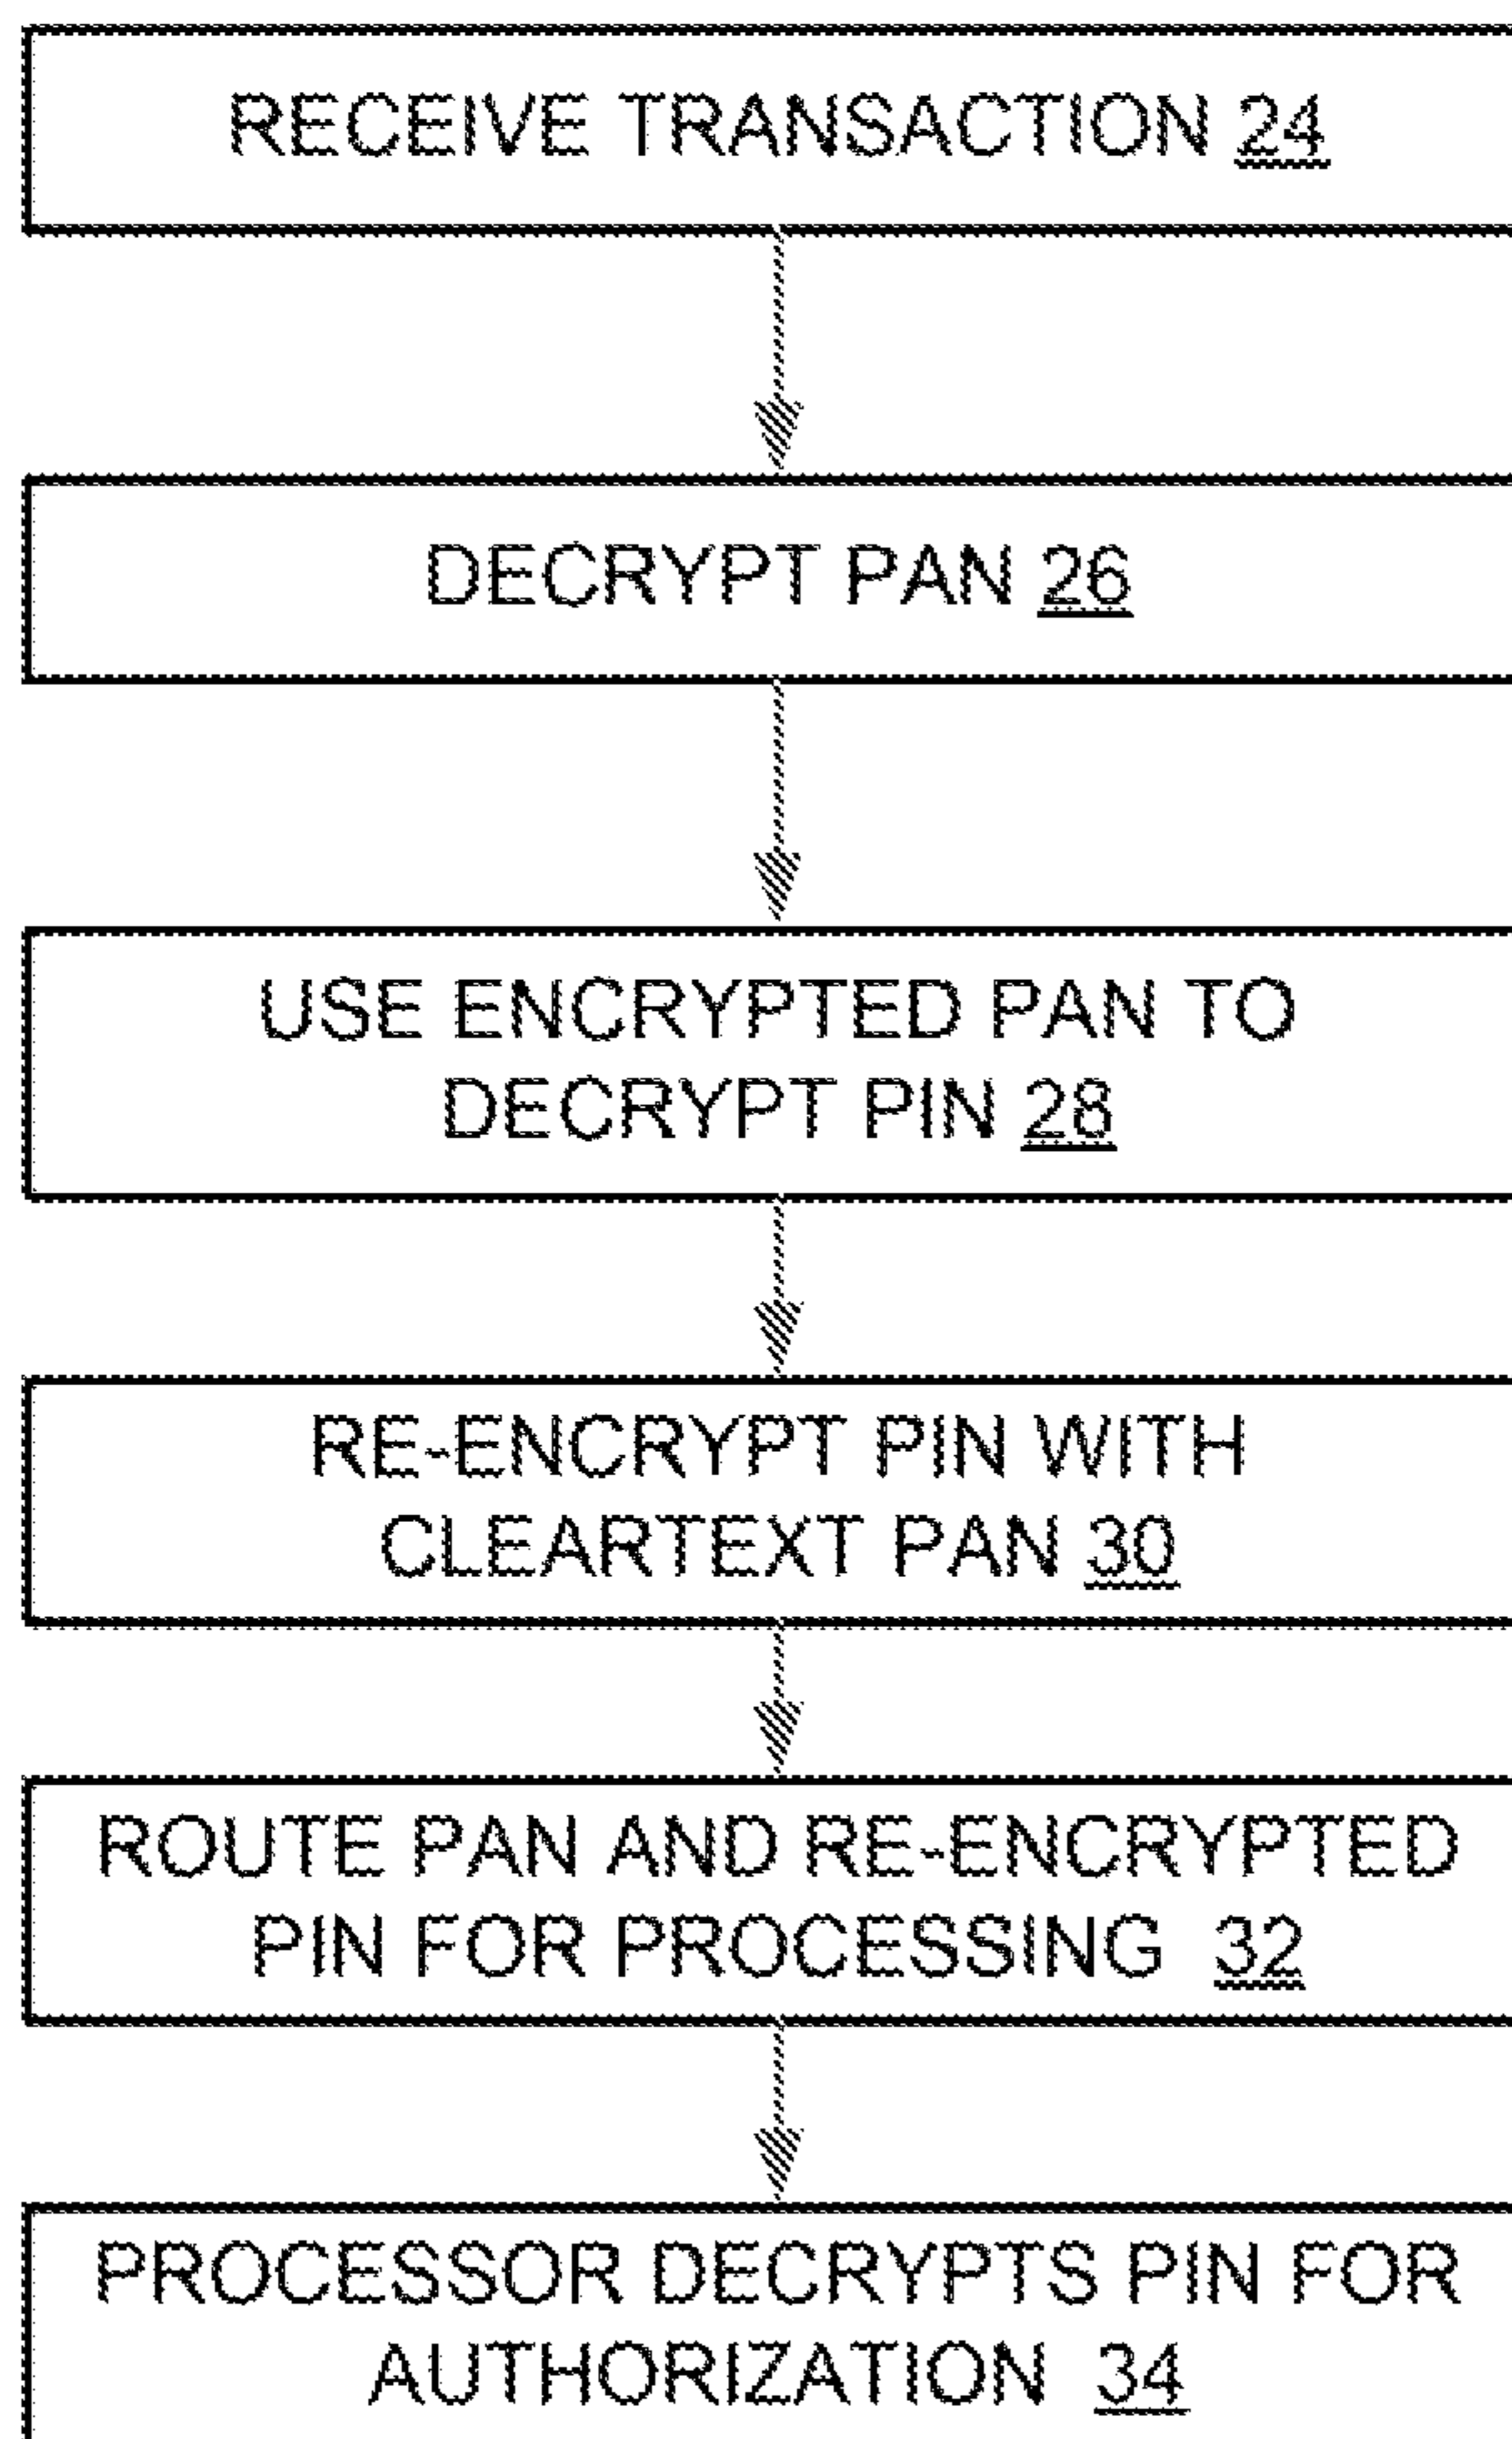 RECEIVE TRANSACTION 24
DECRYPT PAN 26
USE ENCRYPTED PAN TO
DECRYPT PIN 28
RE-ENCRYPT PIN WITH
CLEARTEXT PAN 30
ROUTE PAN AND RE-ENCRYPTED
PIN FOR PROCESSING 32
PROCESSOR DECRYPTS PIN FOR
AUTHORIZATION 34